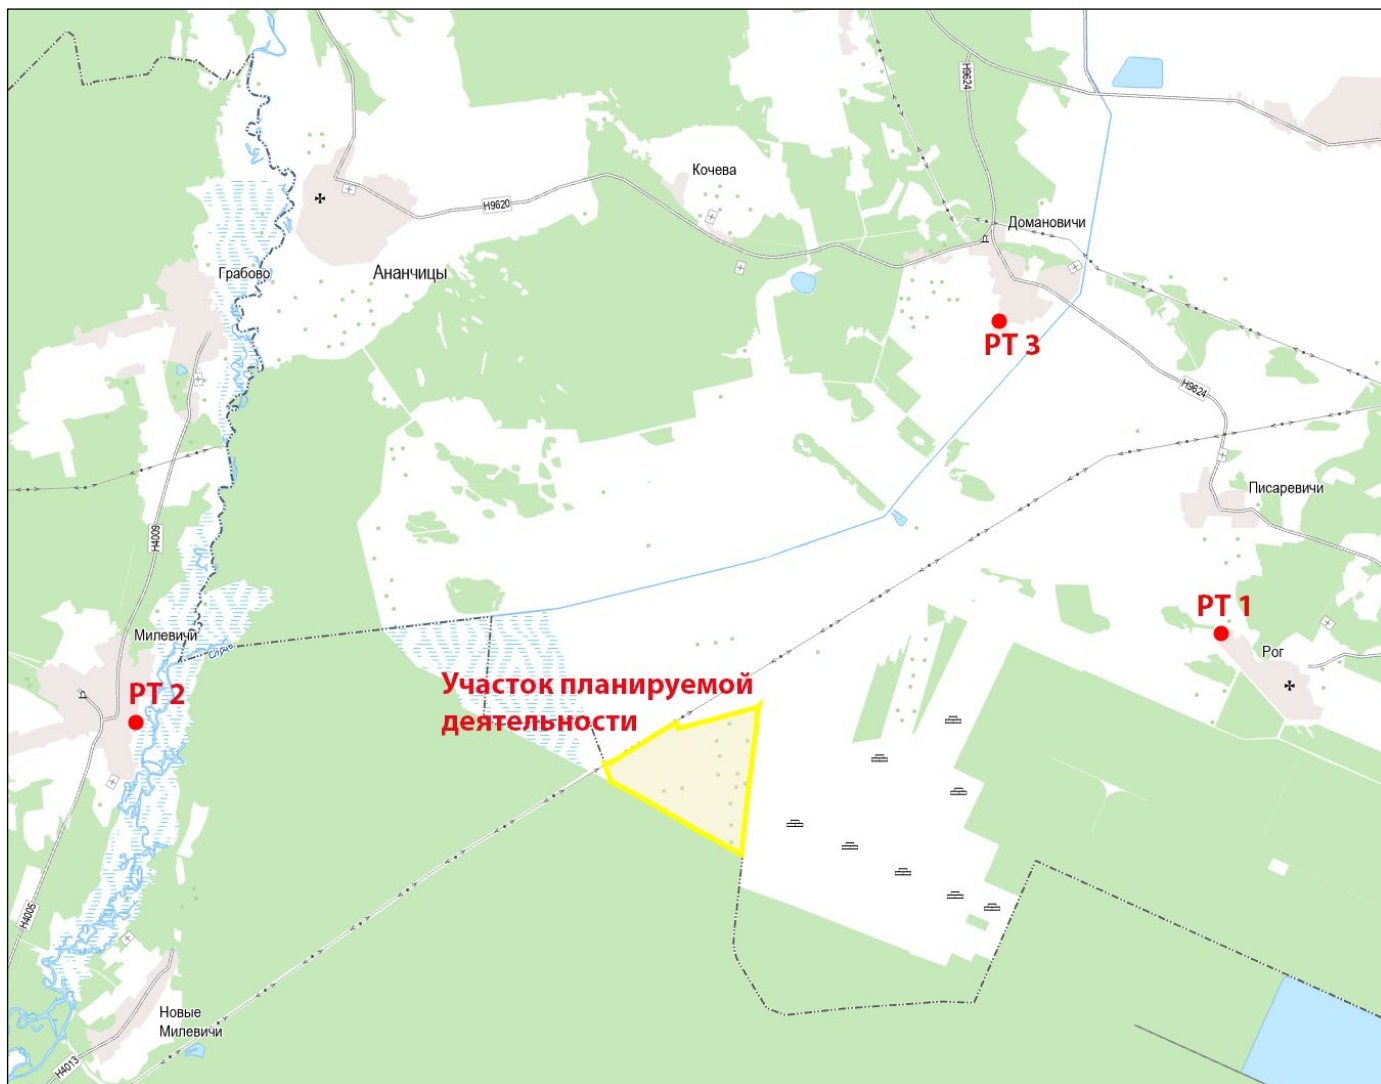 Н9624
Кочева
Н9620
Домановичи
Грабово
Ананчицы
РТ 3
Н9624
Писаревичи
Н4009
РТ 1
Милевичи
Случь
Рог
Участок планируемой
деятельности
РТ 2
Н4005
Новые
Милевичи
Н4013